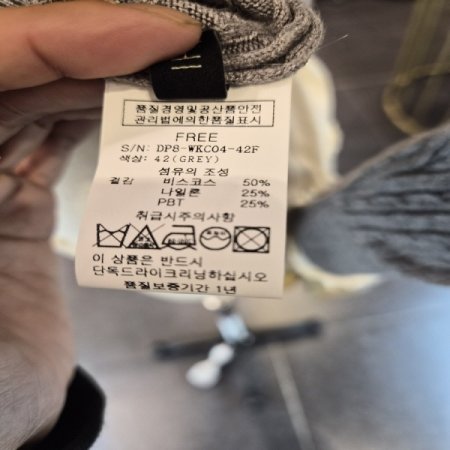 품질경영및공산품안전
관리법에의한품질표시
FREE
S/N: DP8-WKC04-42F
색상: 42(GREY)
섬유의 조성
겉감 비스코스 50%
나일론 25%
PBT 25%
취급시주의사항
이 상품은 반드시
단독드라이크리닝하십시오
품질보증기간 1년